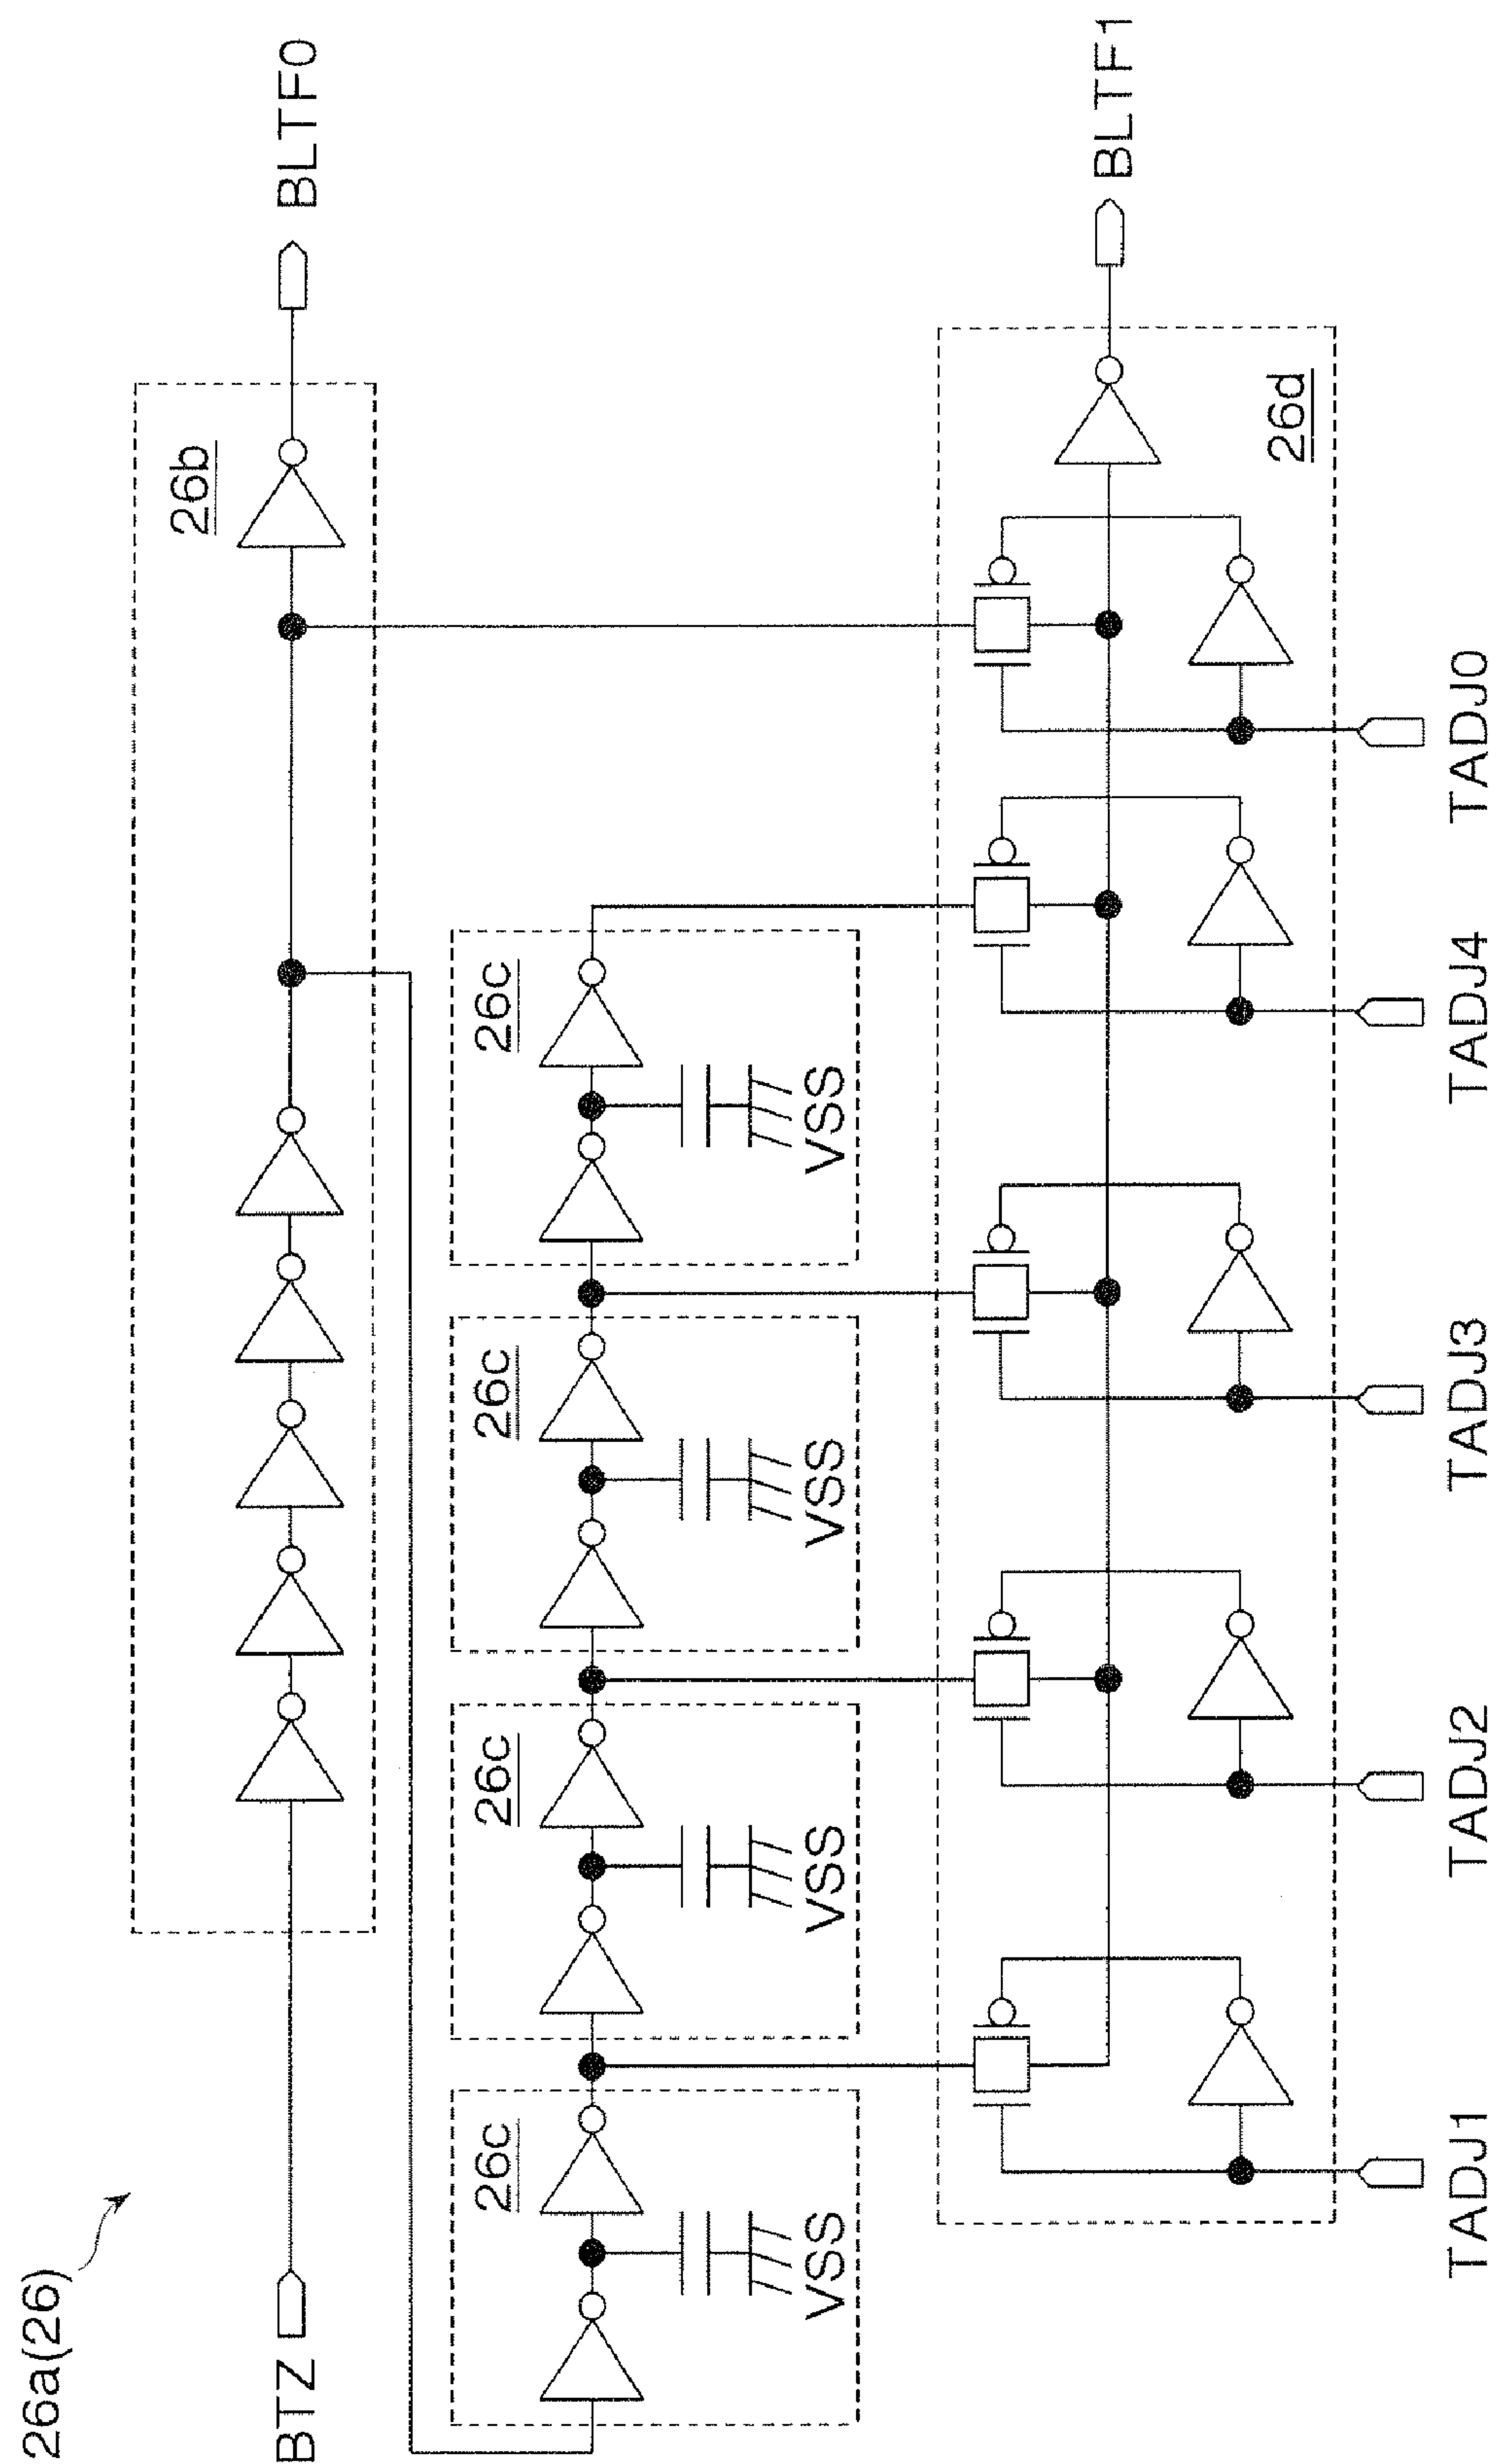 26a(26)
BTZ
26b
BLTF0
26c
VSS
26c
VSS
26c
VSS
26c
VSS
26d
BLTF1
TADJ1
TADJ2
TADJ3
TADJ4
TADJ0